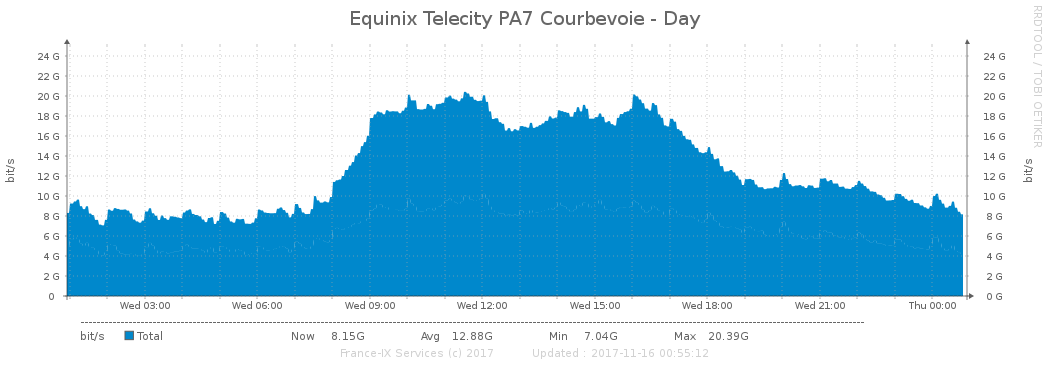 Equinix Telecity PA7 Courbevoie - Day
RRDTOOL / TOBI OETIKER
bit/s
24 G 24 G
22 G 22 G
20 G 20 G
18 G 18 G
16 G 16 G
14 G 14 G
12 G 12 G
10 G 10 G
8 G 8 G
6 G 6 G
4 G 4 G
2 G 2 G
0 0 G
bit/s
Wed 03:00 Wed 06:00 Wed 09:00 Wed 12:00 Wed 15:00 Wed 18:00 Wed 21:00 Thu 00:00
bit/s Total Now 8.15G Avg 12.88G Min 7.04G Max 20.39G
France-IX Services (c) 2017 Updated : 2017-11-16 00:55:12